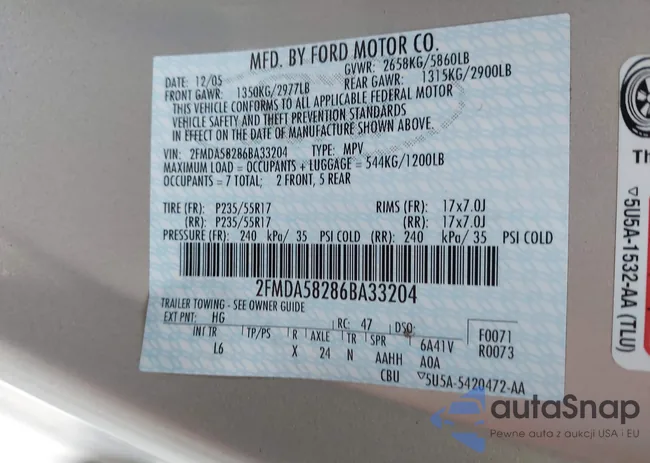 MFD. BY FORD MOTOR CO.
DATE: 12/05 GVWR: 2658KG/5860LB
FRONT GAWR: 1350KG/2977LB REAR GAWR: 1315KG/2900LB
THIS VEHICLE CONFORMS TO ALL APPLICABLE FEDERAL MOTOR
VEHICLE SAFETY AND THEFT PREVENTION STANDARDS
IN EFFECT ON THE DATE OF MANUFACTURE SHOWN ABOVE.
VIN: 2FMDA58286BA33204 TYPE: MPV
MAXIMUM LOAD = OCCUPANTS + LUGGAGE = 544KG/1200LB
OCCUPANTS = 7 TOTAL; 2 FRONT, 5 REAR
TIRE (FR): P235/55R17 RIMS (FR): 17x7.0J
(RR): P235/55R17 (RR): 17x7.0J
PRESSURE (FR): 240 kPa/ 35 PSI COLD (RR): 240 kPa/ 35 PSI COLD
2FMDA58286BA33204
TRAILER TOWING - SEE OWNER GUIDE
EXT PNT: HG RC: 47 DSO: F0071
INT TR TP/PS R AXLE TR SPR 6A41V R0073
L6 X 24 N AAHH A0A
CBU ▽5U5A-5420472-AA
Th
▽5U5A-1532-AA (TLU)
autaSnap
Pewne auta z aukcji USA i EU